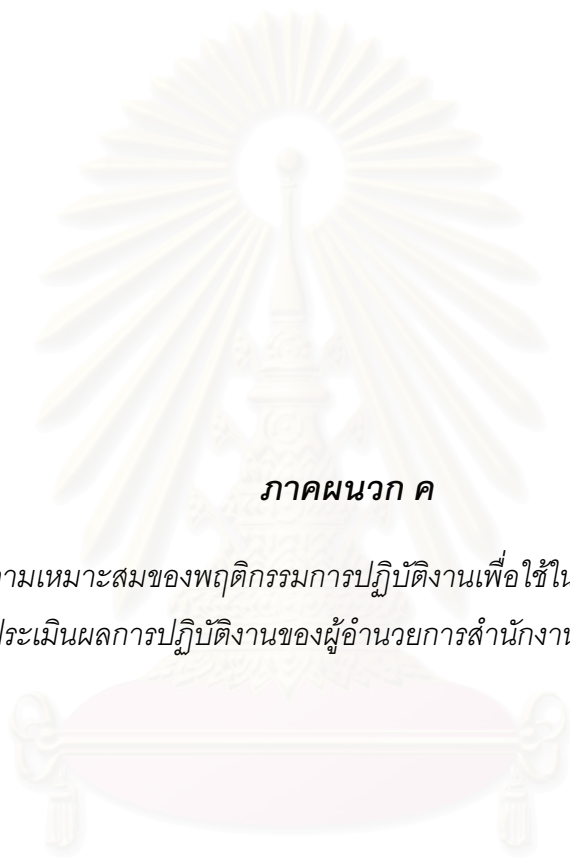 ภาคผนวก ค
ามเหมาะสมของพฤติกรรมการปฏิบัติงานเพื่อใช้ใน
ประเมินผลการปฏิบัติงานของผู้อำนวยการสำนักงาน